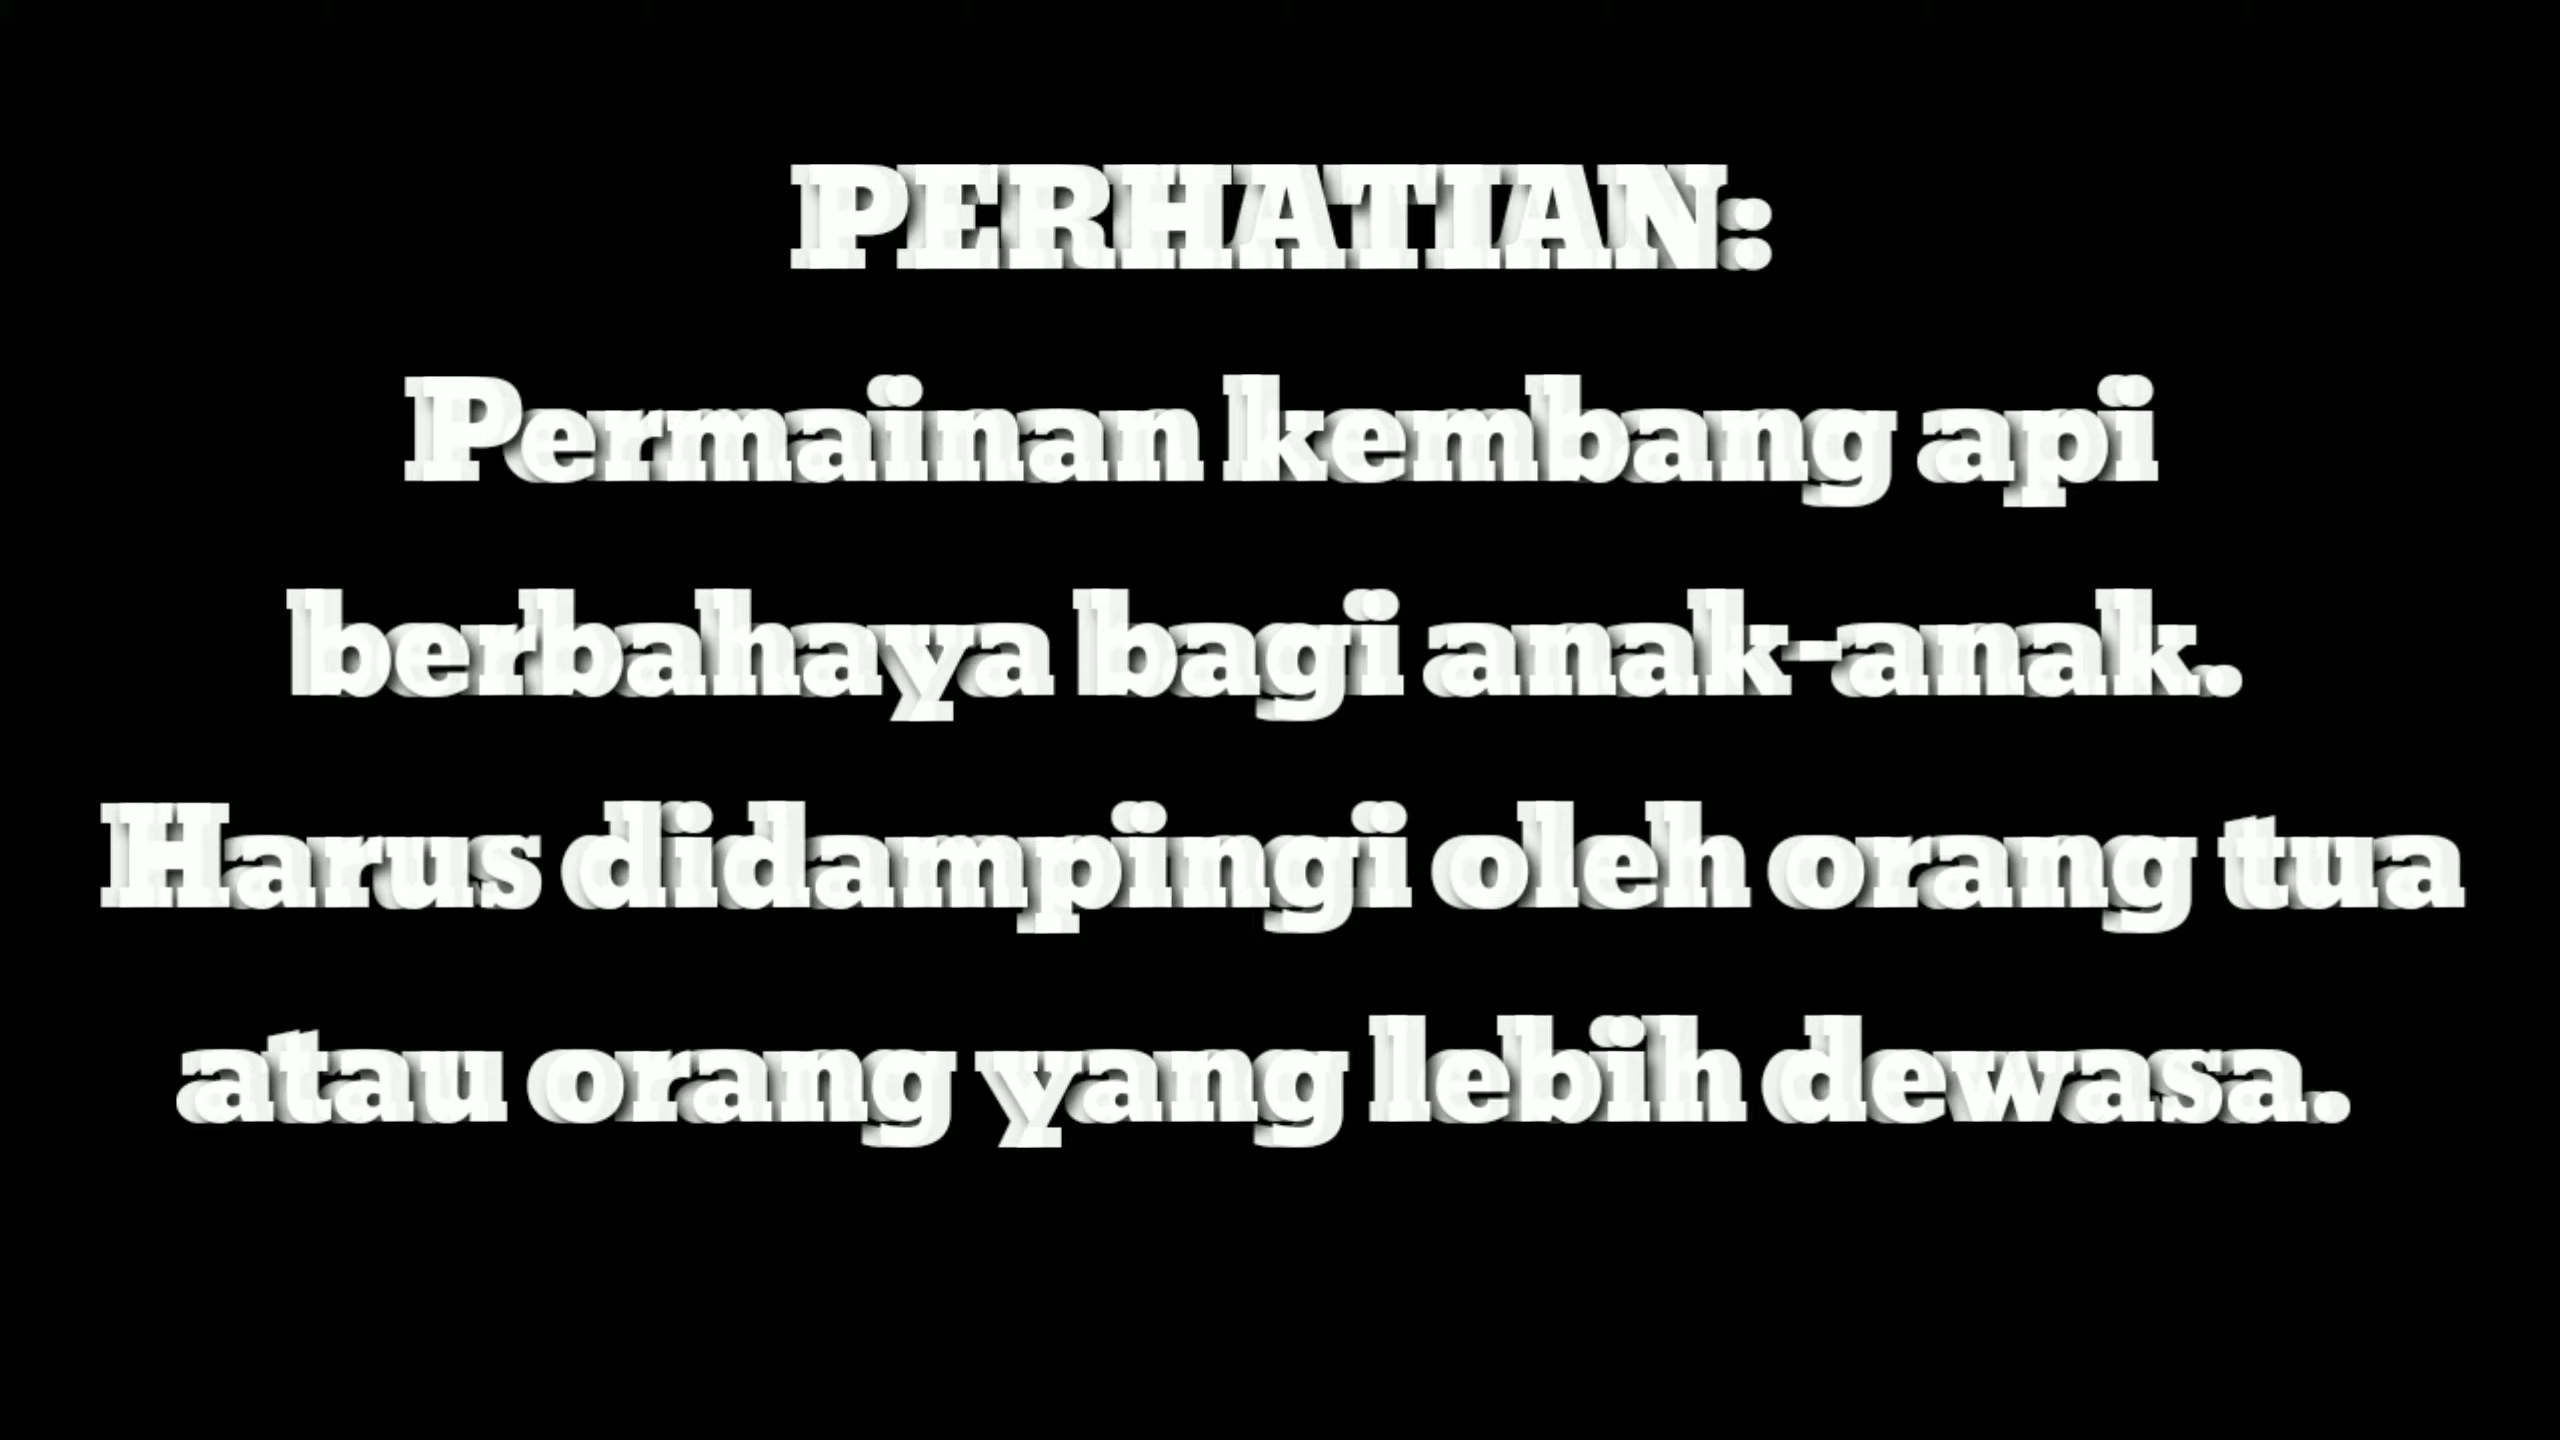 PERHATIAN:
Permainan kembang api
berbahaya bagi anak-anak.
Harus didampingi oleh orang tua
atau orang yang lebih dewasa.